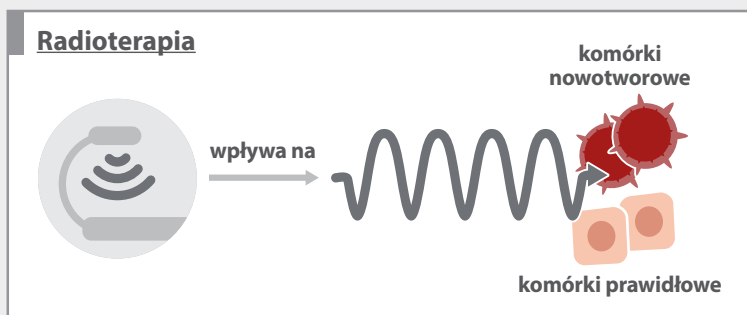 Radioterapia
komórki
nowotworowe
wpływa na
komórki prawidłowe